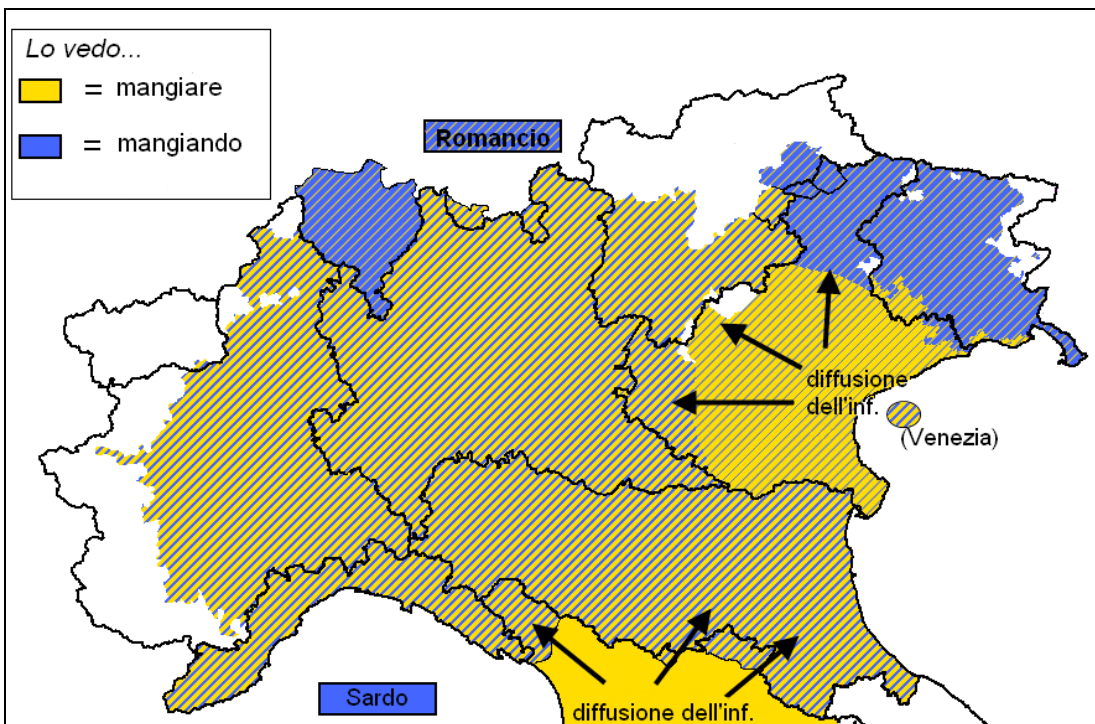 Lo vedo...
= mangiare
= mangiando
Romancio
diffusione
dell'inf.
(Venezia)
Sardo
diffusione dell'inf.